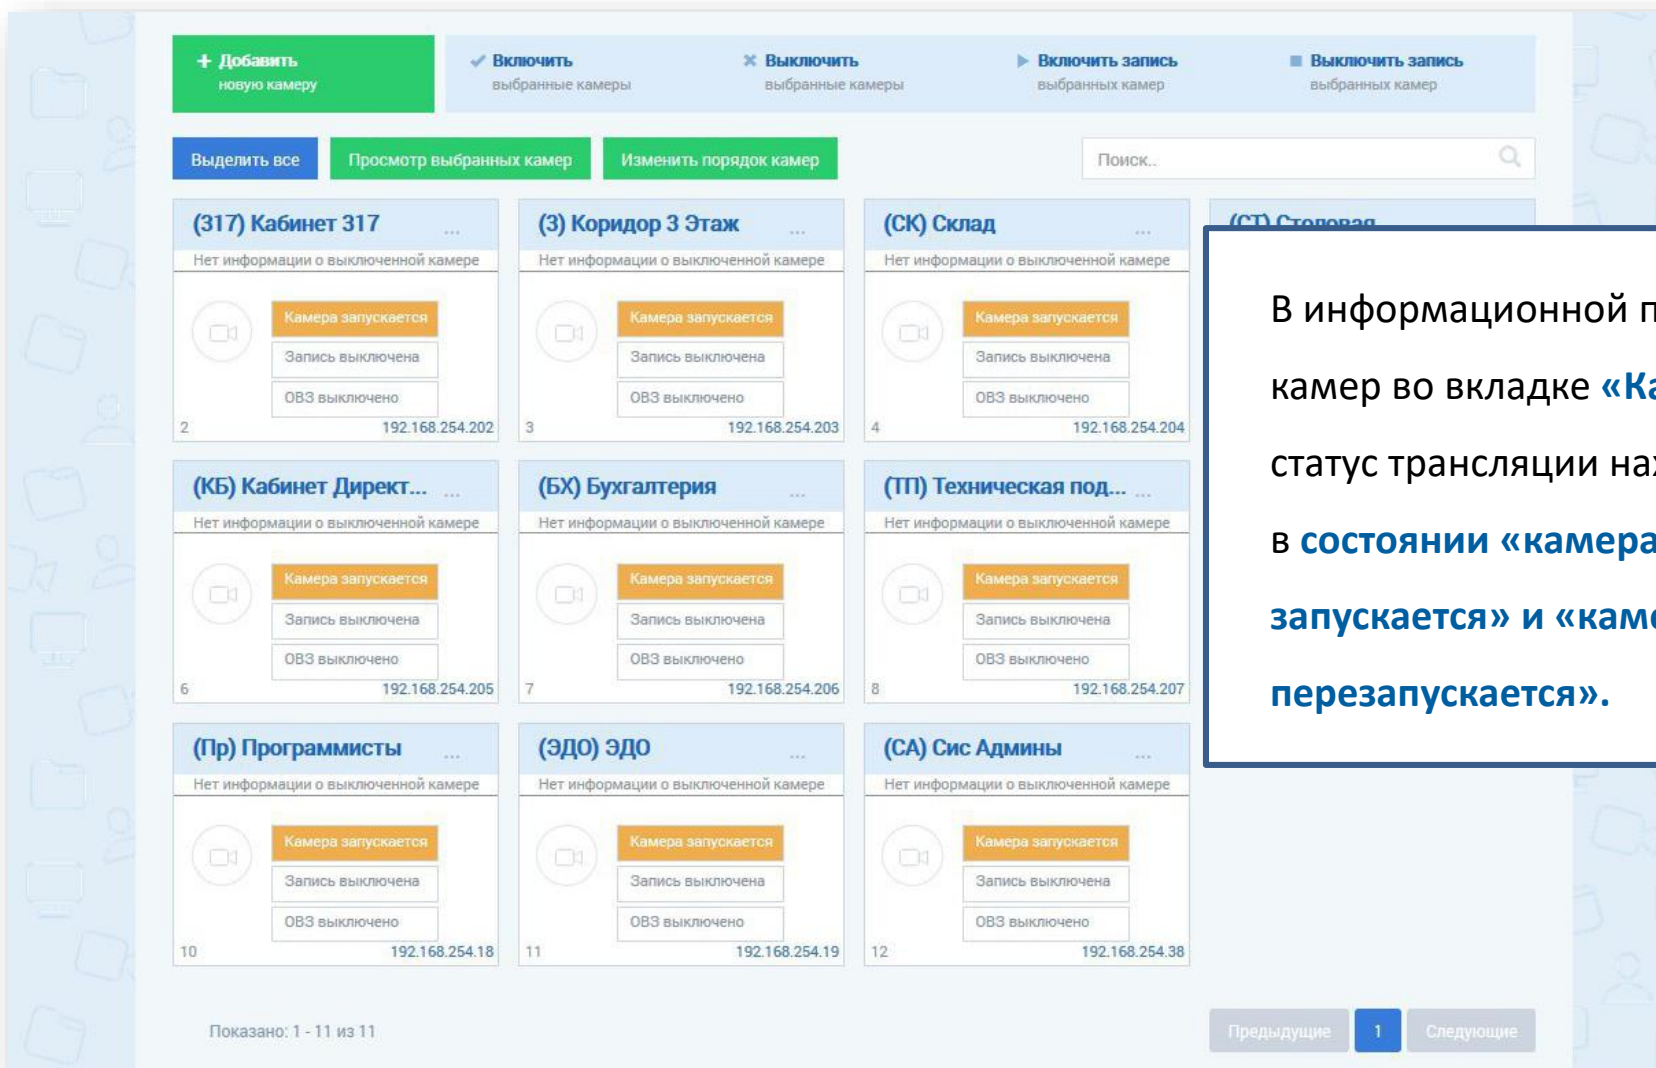 Добавить
новую камеру
Включить
выбранные камеры
Выключить
выбранные камеры
Включить запись
выбранных камер
Выключить запись
выбранных камер
Выделить все
Просмотр выбранных камер
Изменить порядок камер
Поиск..
(317) Кабинет 317 ...
Нет информации о выключенной камере
Камера запускается
Запись выключена
ОВЗ выключено
2 192.168.254.202
(3) Коридор 3 Этаж ...
Нет информации о выключенной камере
Камера запускается
Запись выключена
ОВЗ выключено
3 192.168.254.203
(СК) Склад ...
Нет информации о выключенной камере
Камера запускается
Запись выключена
ОВЗ выключено
4 192.168.254.204
(СТ) Столовая
(КБ) Кабинет Директ... ...
Нет информации о выключенной камере
Камера запускается
Запись выключена
ОВЗ выключено
6 192.168.254.205
(БХ) Бухгалтерия ...
Нет информации о выключенной камере
Камера запускается
Запись выключена
ОВЗ выключено
7 192.168.254.206
(ТП) Техническая под... ...
Нет информации о выключенной камере
Камера запускается
Запись выключена
ОВЗ выключено
8 192.168.254.207
(Пр) Программисты ...
Нет информации о выключенной камере
Камера запускается
Запись выключена
ОВЗ выключено
10 192.168.254.18
(ЭДО) ЭДО ...
Нет информации о выключенной камере
Камера запускается
Запись выключена
ОВЗ выключено
11 192.168.254.19
(СА) Сис Админы ...
Нет информации о выключенной камере
Камера запускается
Запись выключена
ОВЗ выключено
12 192.168.254.38
В информационной
камер во вкладке
статус трансляции
в состоянии «камера
запускается» и
перезапускается».
Показано: 1 - 11 из 11
Предыдущие 1 Следующие